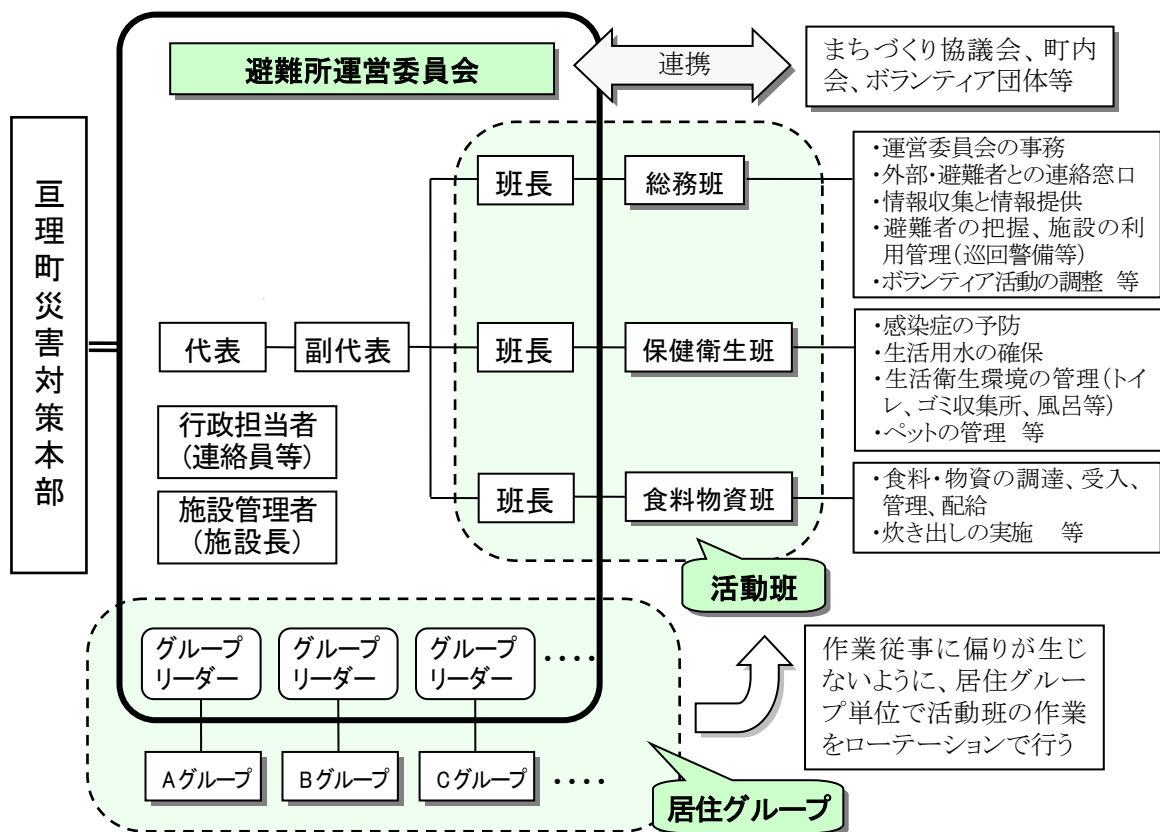 避難所運営委員会
連携
まちづくり協議会、町内
会、ボランティア団体等
亘理町災害対策本部
班長
総務班
・運営委員会の事務
・外部・避難者との連絡窓口
・情報収集と情報提供
・避難者の把握、施設の利
用管理(巡回警備等)
・ボランティア活動の調整 等
代表
副代表
班長
保健衛生班
・感染症の予防
・生活用水の確保
・生活衛生環境の管理(トイ
レ、ゴミ収集所、風呂等)
・ペットの管理 等
行政担当者
(連絡員等)
施設管理者
(施設長)
班長
食料物資班
・食料・物資の調達、受入、
管理、配給
・炊き出しの実施 等
活動班
グループ
リーダー
グループ
リーダー
グループ
リーダー
・・・・
作業従事に偏りが生じ
ないように、居住グルー
プ単位で活動班の作業
をローテーションで行う
Aグループ
Bグループ
Cグループ
・・・・
居住グループ